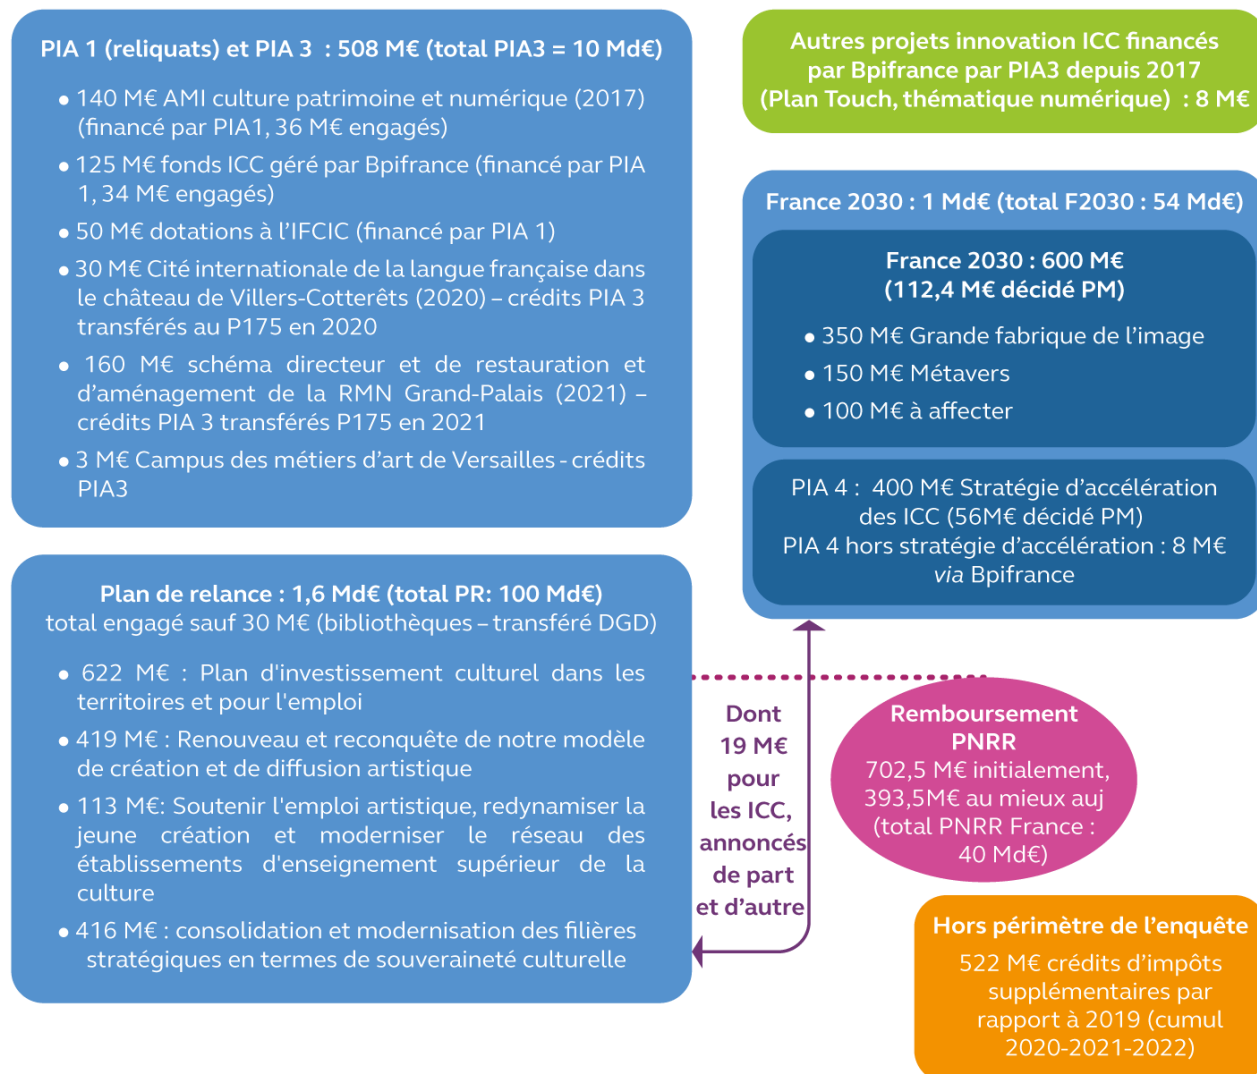 PIA 1 (reliquats) et PIA 3 : 508 M€ (total PIA3 = 10 Md€)
• 140 M€ AMI culture patrimoine et numérique (2017)
(financé par PIA1, 36 M€ engagés)
• 125 M€ fonds ICC géré par Bpifrance (financé par PIA
1, 34 M€ engagés)
• 50 M€ dotations à l'IFCIC (financé par PIA 1)
• 30 M€ Cité internationale de la langue française dans
le château de Villers-Cotterêts (2020) – crédits PIA 3
transférés au P175 en 2020
• 160 M€ schéma directeur et de restauration et
d'aménagement de la RMN Grand-Palais (2021) –
crédits PIA 3 transférés P175 en 2021
• 3 M€ Campus des métiers d'art de Versailles - crédits
PIA3
Autres projets innovation ICC financés
par Bpifrance par PIA3 depuis 2017
(Plan Touch, thématique numérique) : 8 M€
France 2030 : 1 Md€ (total F2030 : 54 Md€)
France 2030 : 600 M€
(112,4 M€ décidé PM)
• 350 M€ Grande fabrique de l'image
• 150 M€ Métavers
• 100 M€ à affecter
PIA 4 : 400 M€ Stratégie d'accélération
des ICC (56M€ décidé PM)
PIA 4 hors stratégie d'accélération : 8 M€
via Bpifrance
Plan de relance : 1,6 Md€ (total PR: 100 Md€)
total engagé sauf 30 M€ (bibliothèques – transféré DGD)
• 622 M€ : Plan d'investissement culturel dans les
territoires et pour l'emploi
• 419 M€ : Renouveau et reconquête de notre modèle
de création et de diffusion artistique
• 113 M€: Soutenir l'emploi artistique, redynamiser la
jeune création et moderniser le réseau des
établissements d'enseignement supérieur de la
culture
• 416 M€ : consolidation et modernisation des filières
stratégiques en termes de souveraineté culturelle
Dont
19 M€
pour
les ICC,
annoncés
de part
et d'autre
Remboursement
PNRR
702,5 M€ initialement,
393,5M€ au mieux auj
(total PNRR France :
40 Md€)
Hors périmètre de l'enquête
522 M€ crédits d'impôts
supplémentaires par
rapport à 2019 (cumul
2020-2021-2022)